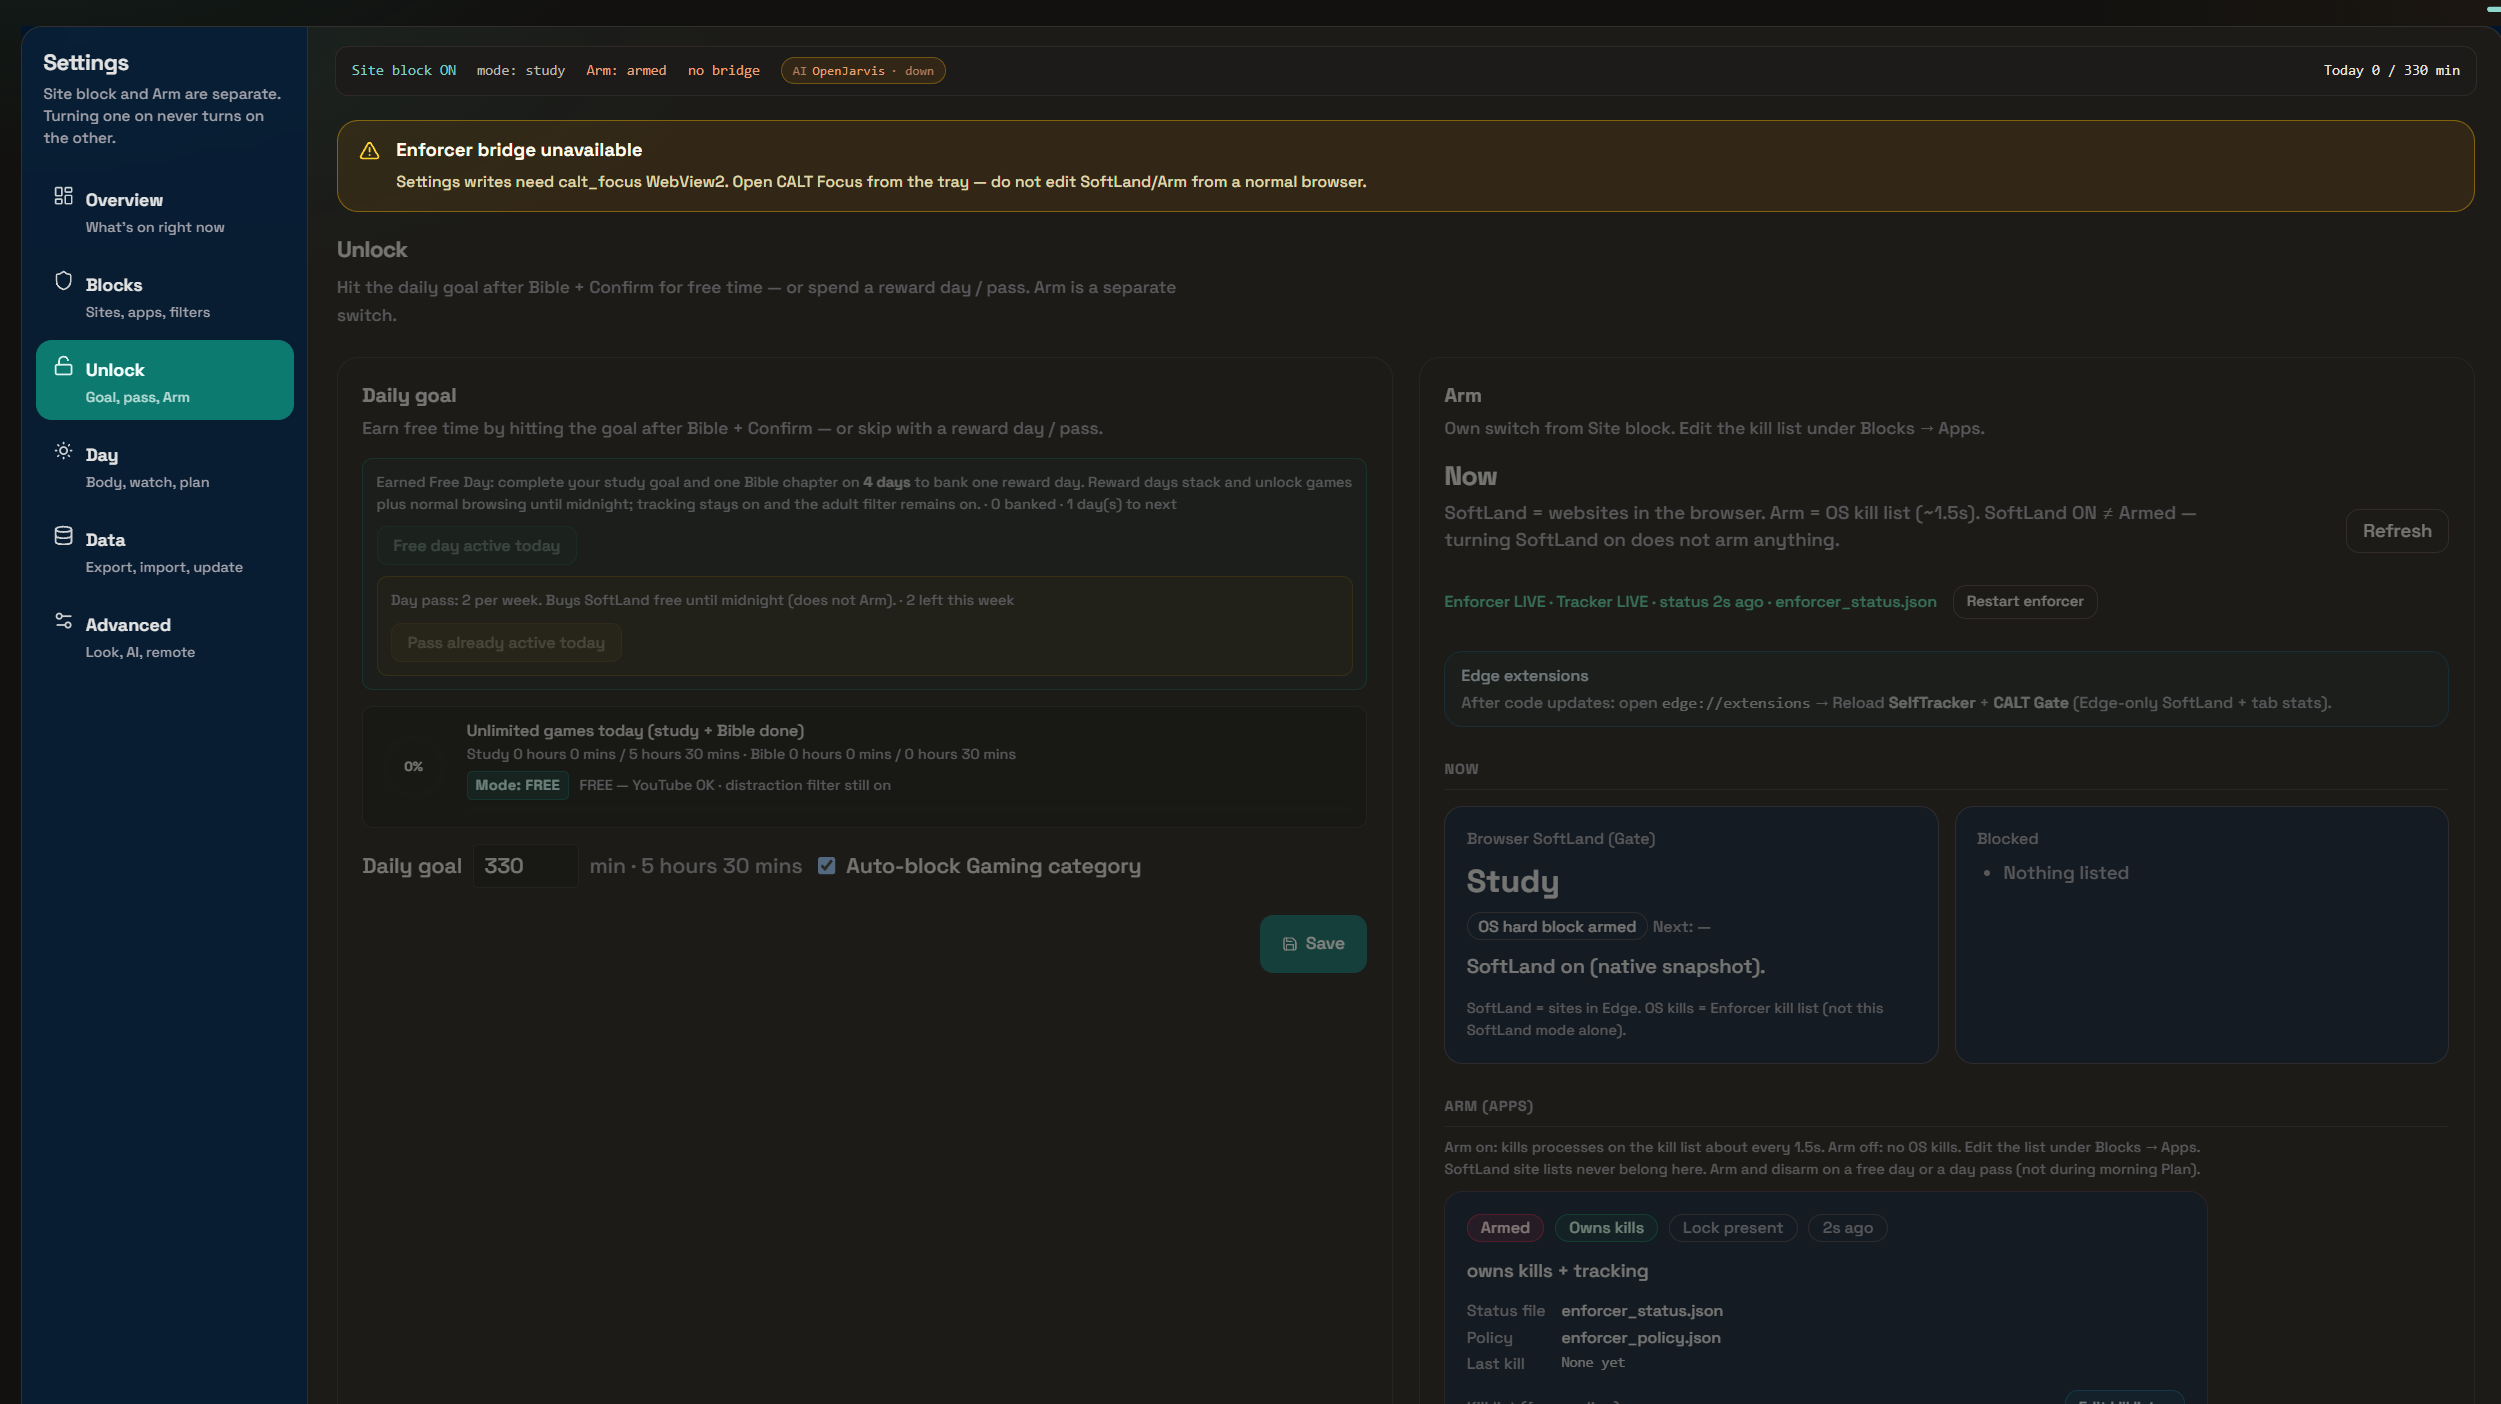 Settings
Site block and Arm are separate.
Turning one on never turns on
the other.
Overview
What's on right now
Blocks
Sites, apps, filters
Unlock
Goal, pass, Arm
Day
Body, watch, plan
Data
Export, import, update
Advanced
Look, AI, remote
Site block ON mode: study Arm: armed no bridge AI OpenJarvis · down Today 0 / 330 min
Enforcer bridge unavailable
Settings writes need calt_focus WebView2. Open CALT Focus from the tray — do not edit SoftLand/Arm from a normal browser.
Unlock
Hit the daily goal after Bible + Confirm for free time — or spend a reward day / pass. Arm is a separate
switch.
Daily goal
Earn free time by hitting the goal after Bible + Confirm — or skip with a reward day / pass.
Earned Free Day: complete your study goal and one Bible chapter on 4 days to bank one reward day. Reward days stack and unlock games
plus normal browsing until midnight; tracking stays on and the adult filter remains on. · 0 banked · 1 day(s) to next
Free day active today
Day pass: 2 per week. Buys SoftLand free until midnight (does not Arm). · 2 left this week
Pass already active today
0%
Unlimited games today (study + Bible done)
Study 0 hours 0 mins / 5 hours 30 mins · Bible 0 hours 0 mins / 0 hours 30 mins
Mode: FREE FREE — YouTube OK · distraction filter still on
Daily goal 330 min · 5 hours 30 mins Auto-block Gaming category
Save
Arm
Own switch from Site block. Edit the kill list under Blocks → Apps.
Now
SoftLand = websites in the browser. Arm = OS kill list (~1.5s). SoftLand ON ≠ Armed —
turning SoftLand on does not arm anything.
Refresh
Enforcer LIVE · Tracker LIVE · status 2s ago · enforcer_status.json Restart enforcer
Edge extensions
After code updates: open edge://extensions → Reload SelfTracker + CALT Gate (Edge-only SoftLand + tab stats).
NOW
Browser SoftLand (Gate)
Study
OS hard block armed Next: —
SoftLand on (native snapshot).
SoftLand = sites in Edge. OS kills = Enforcer kill list (not this
SoftLand mode alone).
Blocked
• Nothing listed
ARM (APPS)
Arm on: kills processes on the kill list about every 1.5s. Arm off: no OS kills. Edit the list under Blocks → Apps.
SoftLand site lists never belong here. Arm and disarm on a free day or a day pass (not during morning Plan).
Armed Owns kills Lock present 2s ago
owns kills + tracking
Status file enforcer_status.json
Policy enforcer_policy.json
Last kill None yet